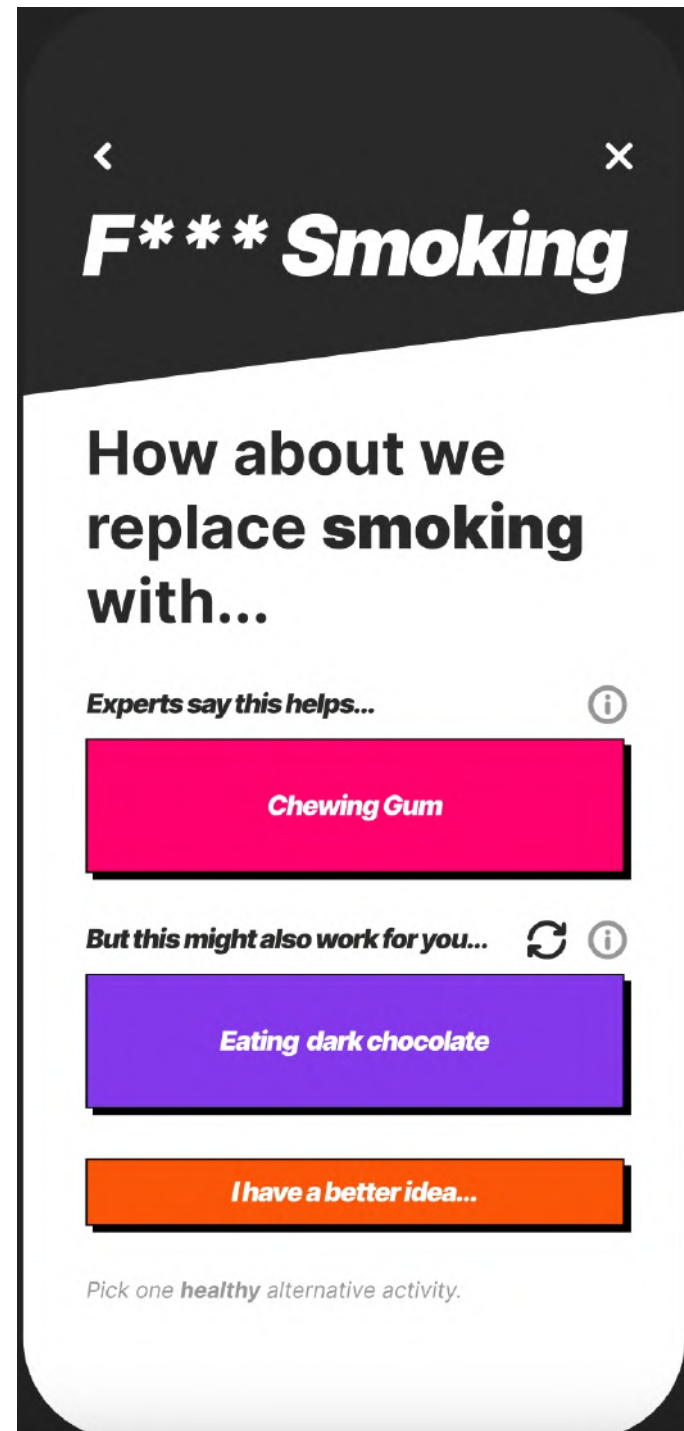 F*** Smoking
How about we
replace smoking
with...
Experts say this helps...
Chewing Gum
But this might also work for you...
Eating dark chocolate
I have a better idea...
Pick one healthy alternative activity.